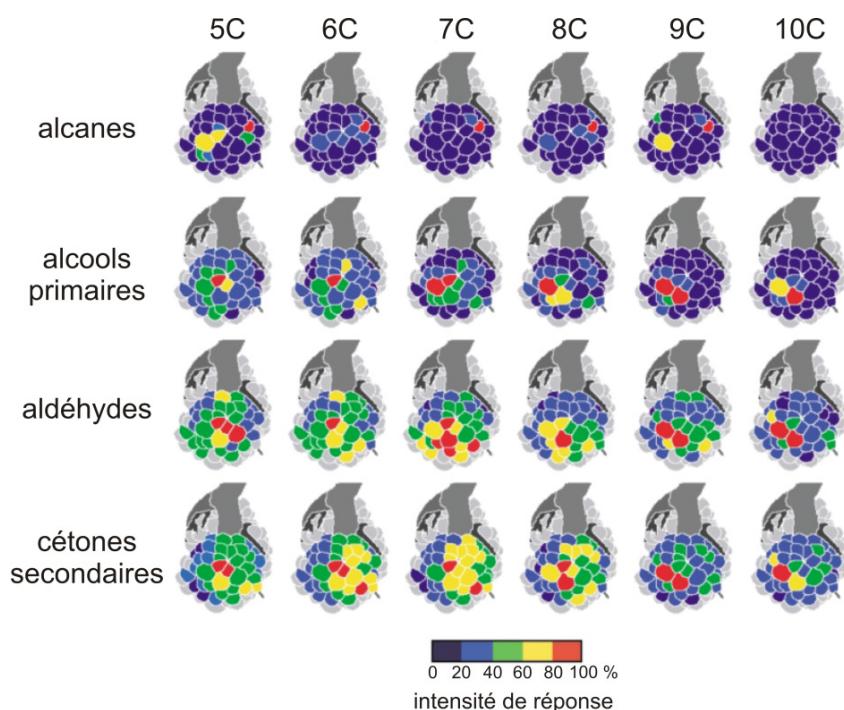 5C 6C 7C 8C 9C 10C
alcanes
alcools
primaires
aldéhydes
cétones
secondaires
0 20 40 60 80 100 %
intensité de réponse